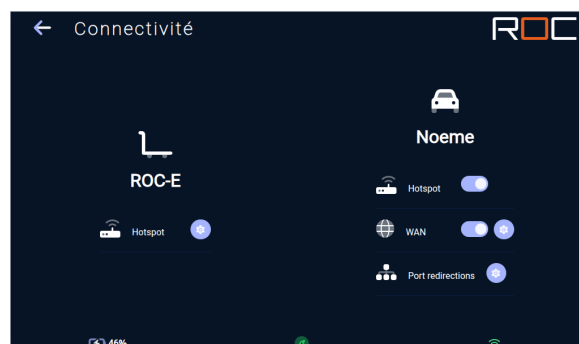 Connectivité
ROC
Noeme
ROC-E
Hotspot
Hotspot
WAN
Port redirections
46%